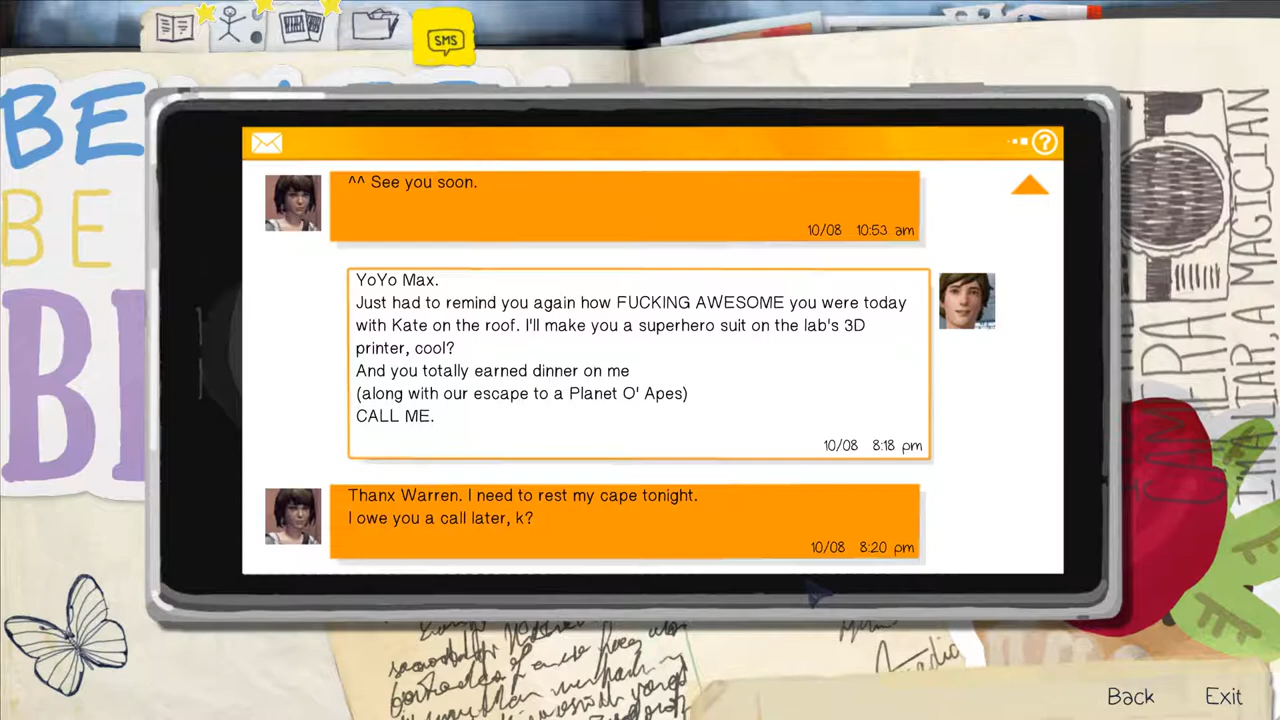 SMS
^^ See you soon.
10/08 10:53 am
YoYo Max.
Just had to remind you again how FUCKING AWESOME you were today
with Kate on the roof. I'll make you a superhero suit on the lab's 3D
printer, cool?
And you totally earned dinner on me
(along with our escape to a Planet O' Apes)
CALL ME.
10/08 8:18 pm
Thanx Warren. I need to rest my cape tonight.
I owe you a call later, k?
10/08 8:20 pm
BE
BE
CAMERA
LIAR, A MAGICIAN
Back
Exit